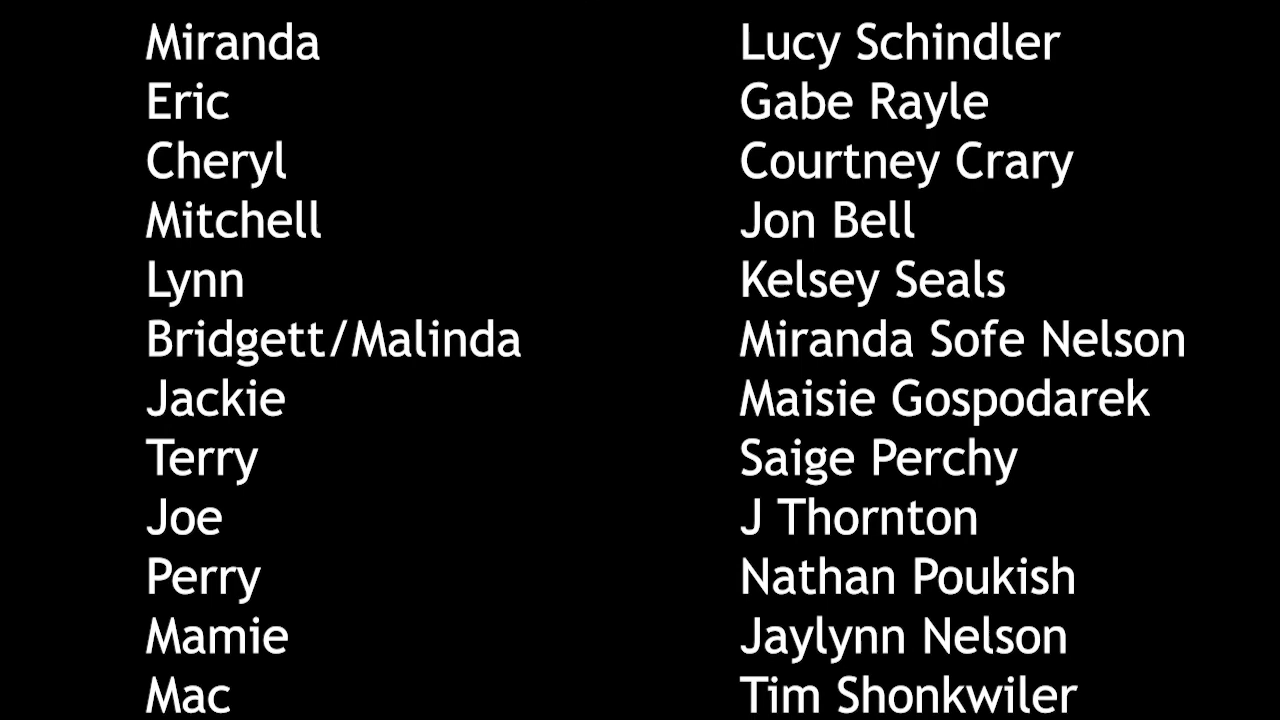 Miranda Lucy Schindler
Eric Gabe Rayle
Cheryl Courtney Crary
Mitchell Jon Bell
Lynn Kelsey Seals
Bridgett/Malinda Miranda Sofe Nelson
Jackie Maisie Gospodarek
Terry Saige Perchy
Joe J Thornton
Perry Nathan Poukish
Mamie Jaylynn Nelson
Mac Tim Shonkwiler